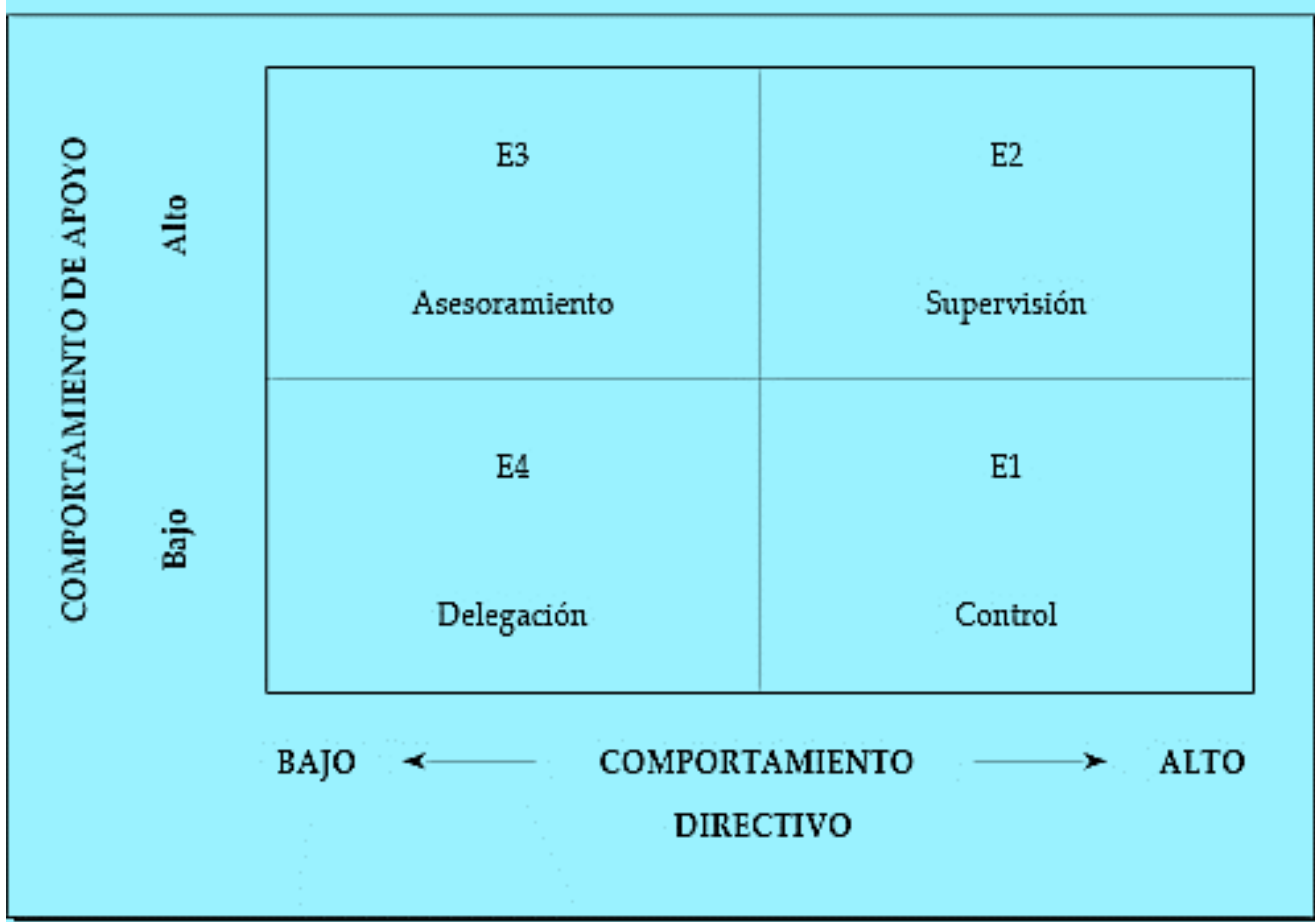 COMPORTAMIENTO DE APOYO
Alto
Bajo
E3
E2
Asesoramiento
Supervisión
E4
E1
Delegación
Control
BAJO
COMPORTAMIENTO
ALTO
DIRECTIVO